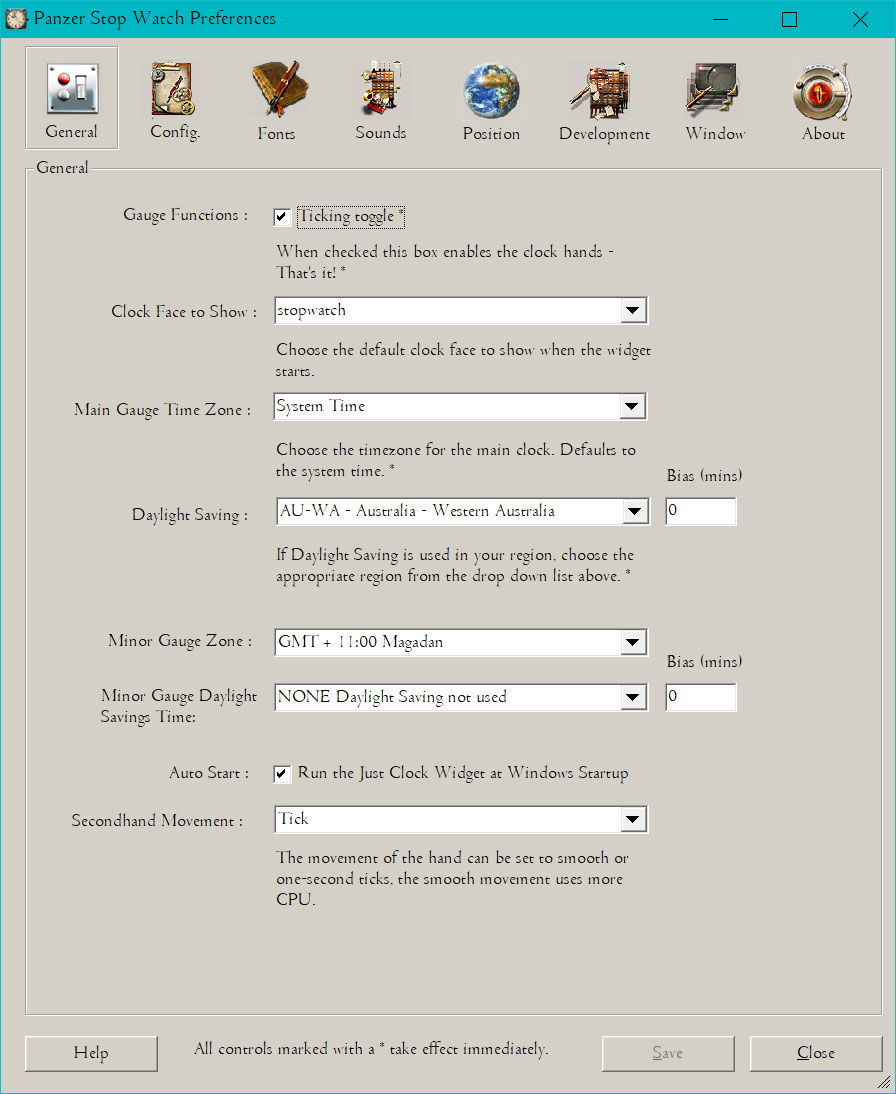 Panzer Stop Watch Preferences
General
Config.
Fonts
Sounds
Position
Development
Window
About
General
Gauge Functions :
Ticking toggle *
When checked this box enables the clock hands -
That's it! *
Clock Face to Show :
stopwatch
Choose the default clock face to show when the widget
starts.
Main Gauge Time Zone :
System Time
Choose the timezone for the main clock. Defaults to
the system time. *
Bias (mins)
Daylight Saving :
AU-WA - Australia - Western Australia
0
If Daylight Saving is used in your region, choose the
appropriate region from the drop down list above. *
Minor Gauge Zone :
GMT + 11:00 Magadan
Bias (mins)
Minor Gauge Daylight
Savings Time:
NONE Daylight Saving not used
0
Auto Start :
Run the Just Clock Widget at Windows Startup
Secondhand Movement :
Tick
The movement of the hand can be set to smooth or
one-second ticks, the smooth movement uses more
CPU.
Help
All controls marked with a * take effect immediately.
Save
Close